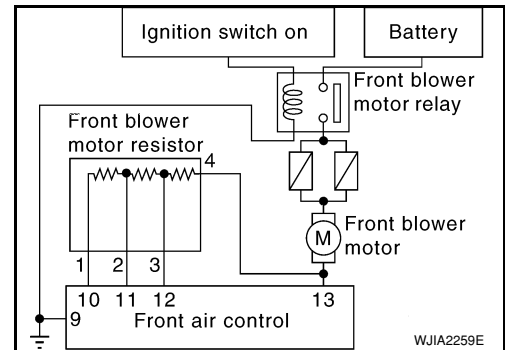 Ignition switch on
Battery
Front blower
motor relay
Front blower
motor resistor
4
M
Front blower
motor
1 2 3
10 11 12 13
9
Front air control
WJIA2259E